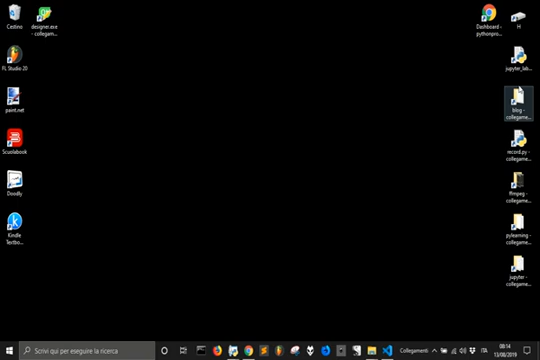 Cestino
designer.exe
- collegam...
FL Studio 20
paint.net
Scuolabook
Doodly
Kindle
Textbo...
Dashboard -
pythonpro...
H
jupyter_lab...
blog -
collegame...
record.py -
collegame...
ffmpeg -
collegame...
pylearning -
collegame...
jupyter -
collegame...
Scrivi qui per eseguire la ricerca
Collegamenti
ITA
08:14
13/08/2019